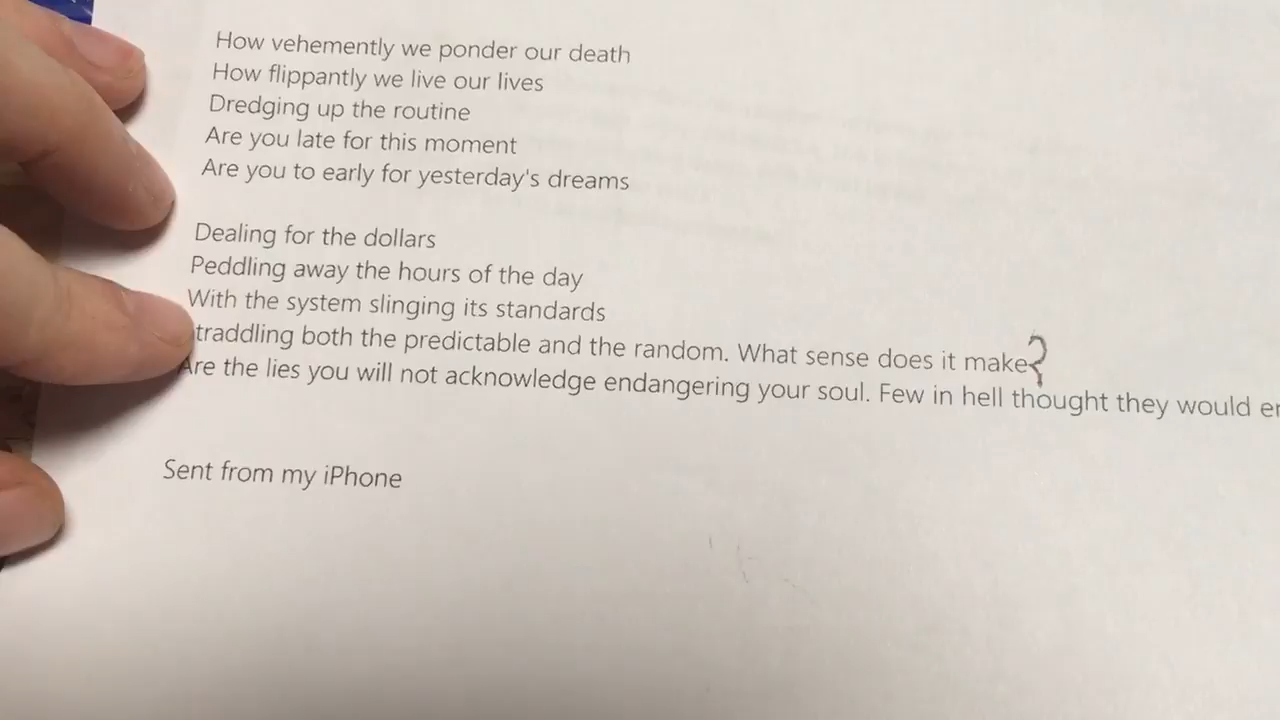 How vehemently we ponder our death
How flippantly we live our lives
Dredging up the routine
Are you late for this moment
Are you to early for yesterday's dreams
Dealing for the dollars
Peddling away the hours of the day
With the system slinging its standards
traddling both the predictable and the random. What sense does it make?
Are the lies you will not acknowledge endangering your soul. Few in hell thought they would
Sent from my iPhone